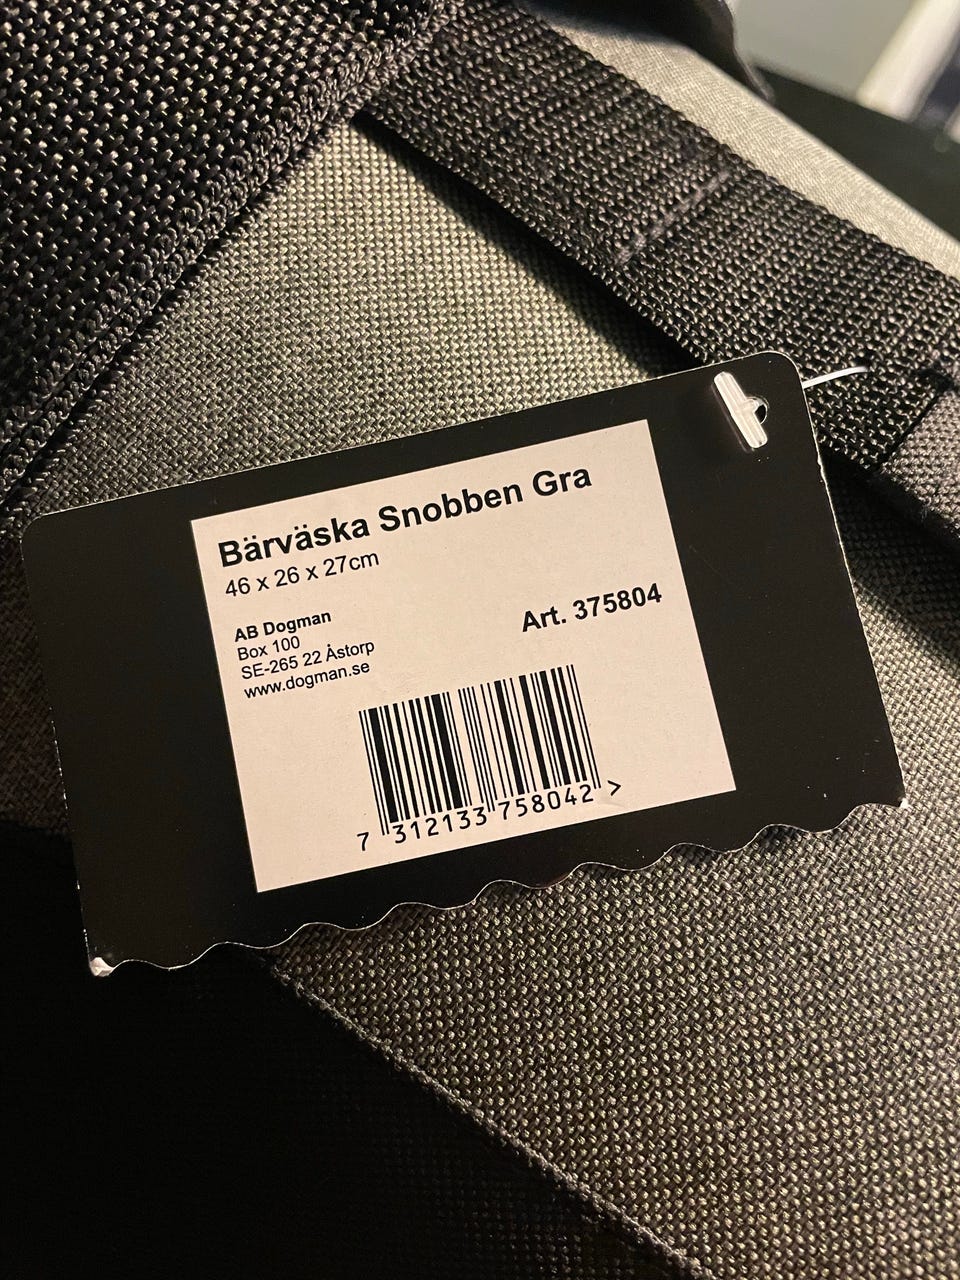 Bärväska Snobben Gra
46 x 26 x 27cm
AB Dogman
Box 100
SE-265 22 Åstorp
www.dogman.se
Art. 375804
7 312133 758042 >